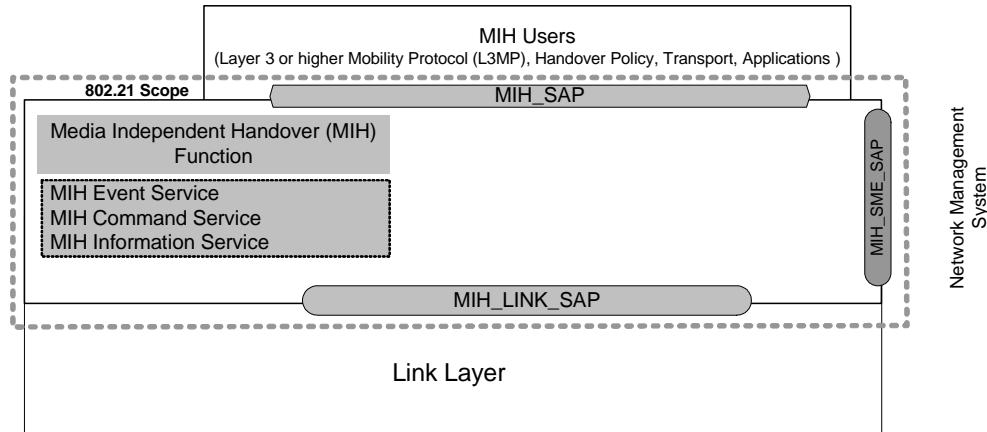 MIH Users
(Layer 3 or higher Mobility Protocol (L3MP), Handover Policy, Transport, Applications )
802.21 Scope
MIH_SAP
Media Independent Handover (MIH)
Function
MIH Event Service
MIH Command Service
MIH Information Service
MIH_SME_SAP
Network Management
System
MIH_LINK_SAP
Link Layer